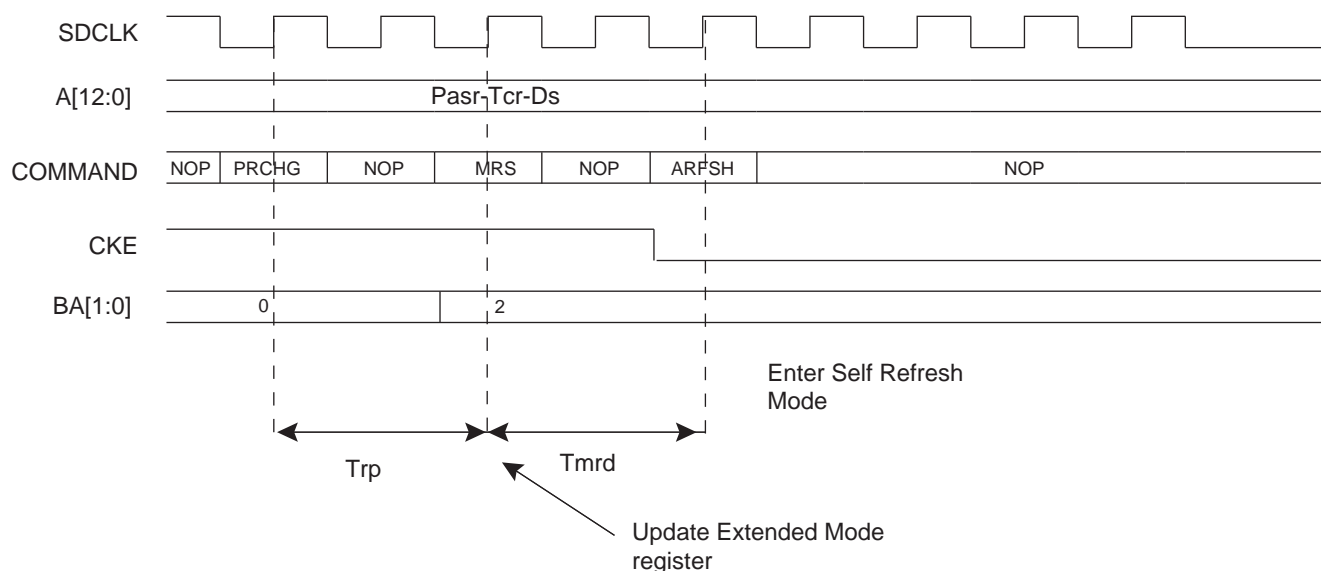 SDCLK
A[12:0]
Pasr-Tcr-Ds
COMMAND
NOP PRCHG NOP MRS NOP ARFSH NOP
CKE
BA[1:0]
0 2
Enter Self Refresh
Mode
Trp
Tmrd
Update Extended Mode
register